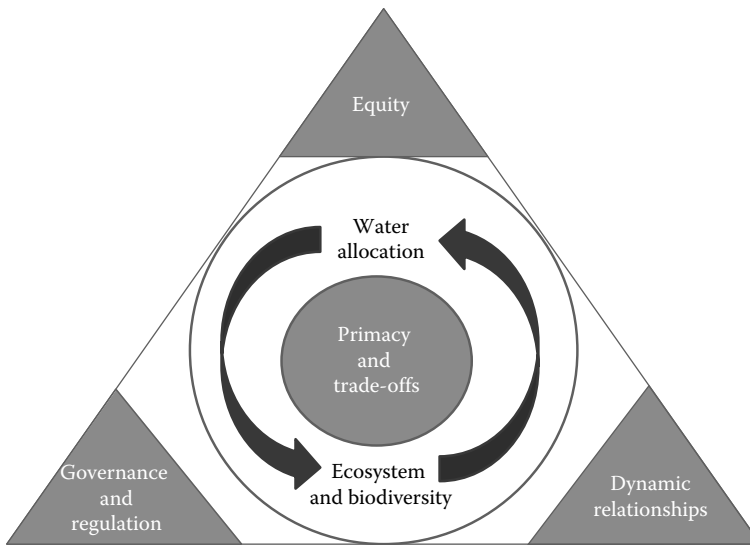 Equity
Water
allocation
Primacy
and
trade-offs
Ecosystem
and biodiversity
Governance
and
regulation
Dynamic
relationships